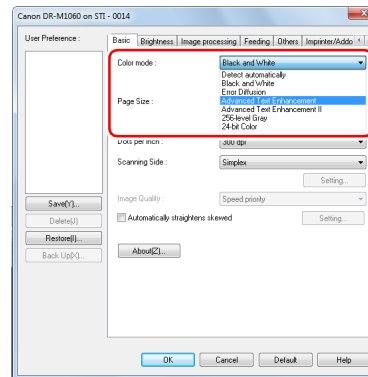 Canon DR-M1060 on STI - 0014
User Preference :
Basic Brightness Image processing Feeding Others Imprinter/Addo
Color mode : Black and White
Detect automatically
Black and White
Error Diffusion
Advanced Text Enhancement
Advanced Text Enhancement II
256-level Gray
24-bit Color
Page Size :
Dots per inch : 300 dpi
Scanning Side : Simplex
Setting...
Image Quality : Speed priority
Automatically straightens skewed Setting...
Save(Y)...
Delete(J)
Restore(I)...
Back Up(X)...
About(Z)...
OK Cancel Default Help